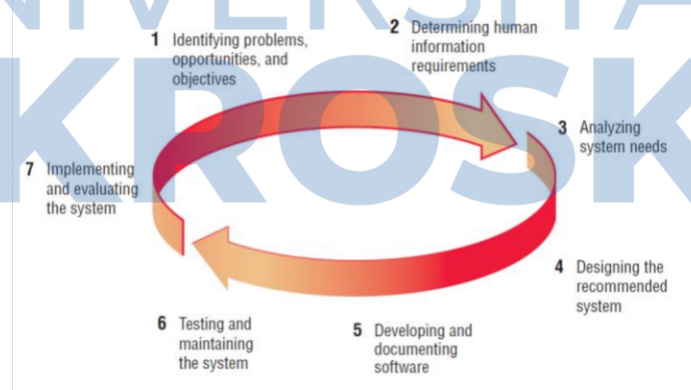 UNIVERSITA
KROSK
1 Identifying problems,
opportunities, and
objectives
2 Determining human
information
requirements
3 Analyzing
system needs
4 Designing the
recommended
system
5 Developing and
documenting
software
6 Testing and
maintaining
the system
7 Implementing
and evaluating
the system